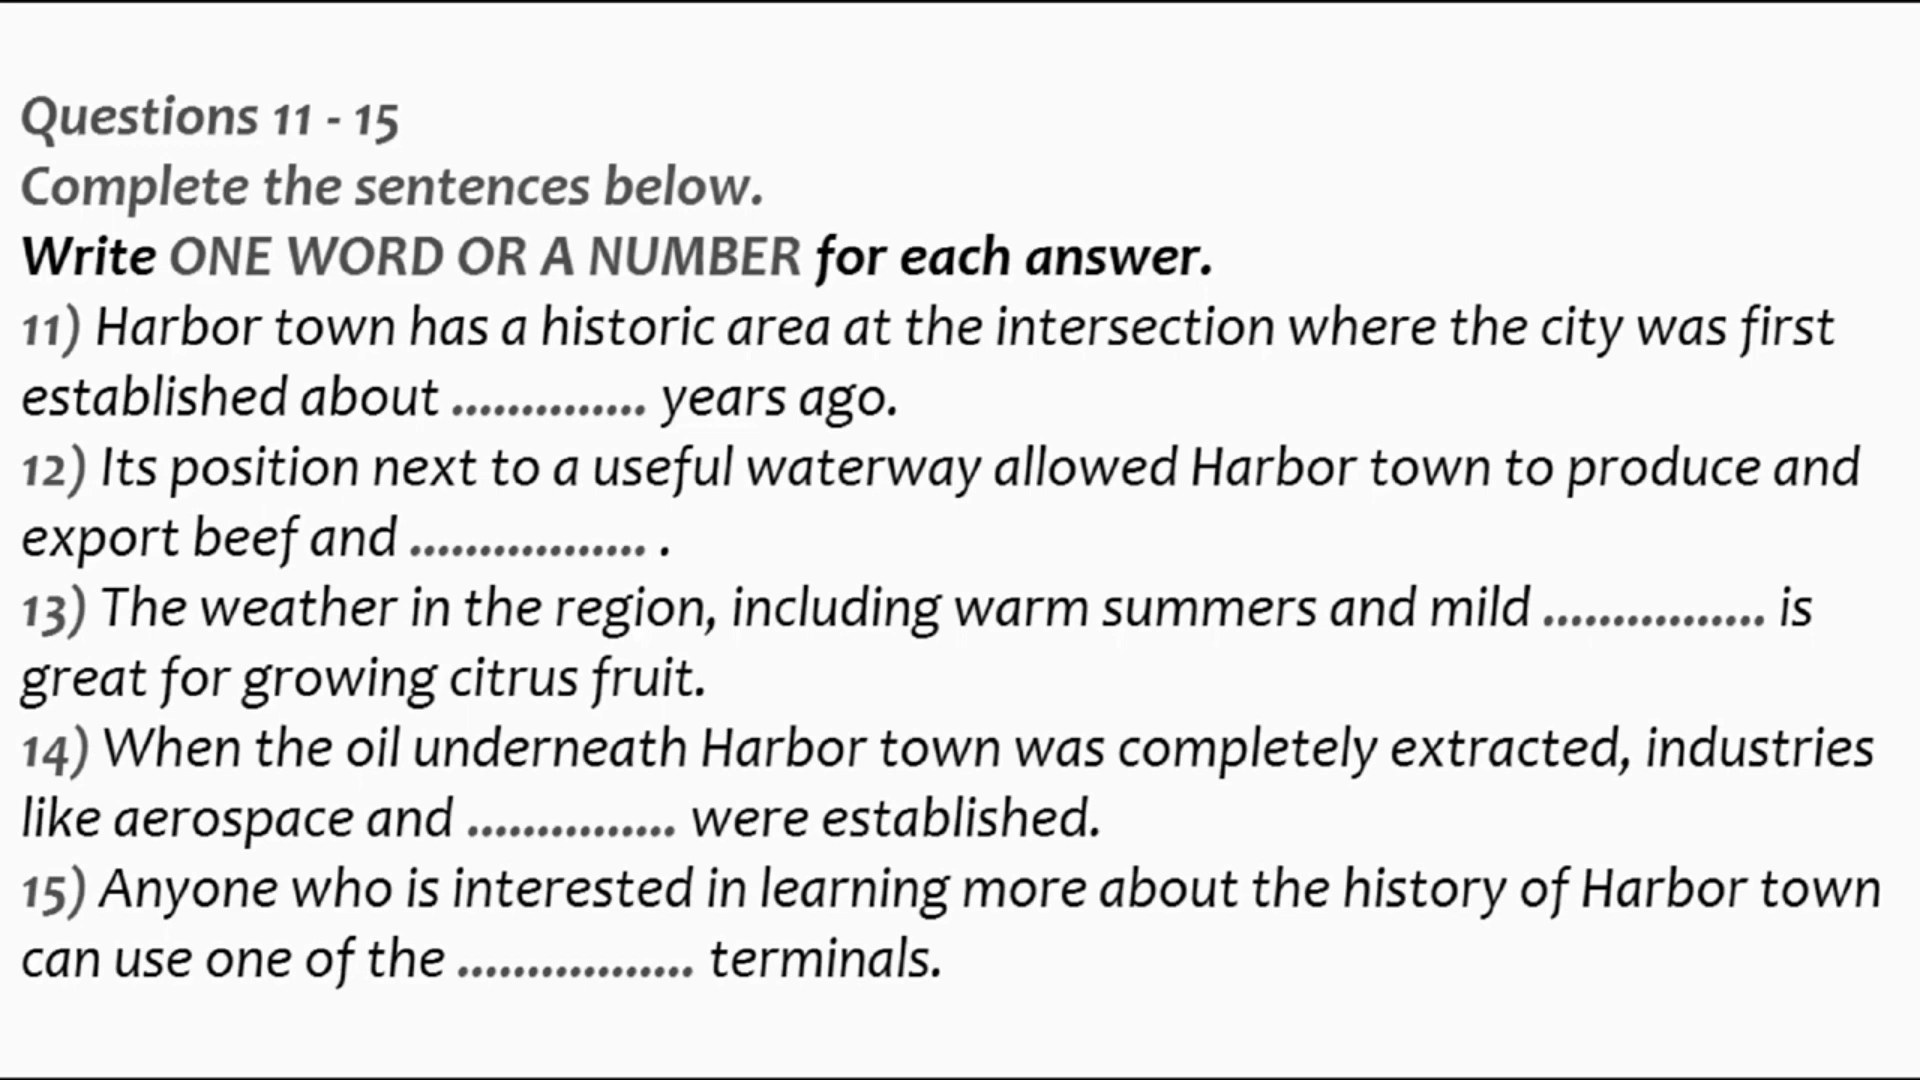 Questions 11 - 15
Complete the sentences below.
Write ONE WORD OR A NUMBER for each answer.
11) Harbor town has a historic area at the intersection where the city was first
established about .............. years ago.
12) Its position next to a useful waterway allowed Harbor town to produce and
export beef and ................. .
13) The weather in the region, including warm summers and mild ................ is
great for growing citrus fruit.
14) When the oil underneath Harbor town was completely extracted, industries
like aerospace and ............... were established.
15) Anyone who is interested in learning more about the history of Harbor town
can use one of the ................. terminals.